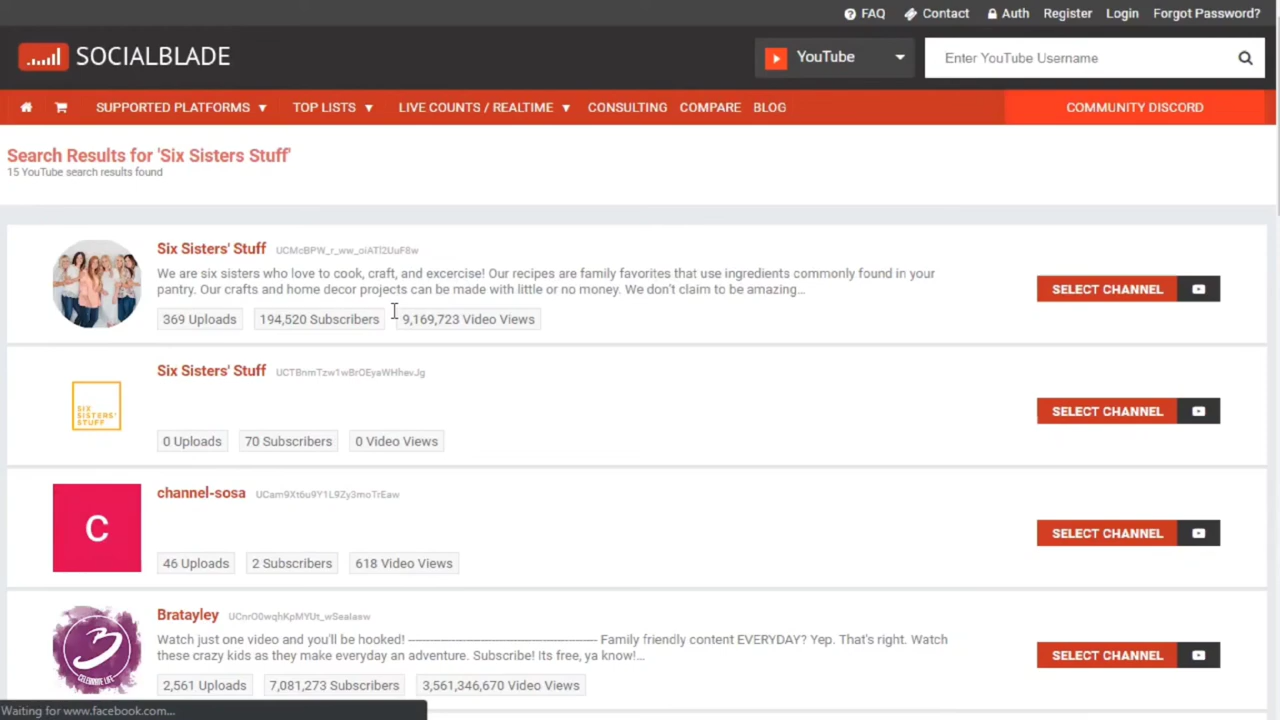 FAQ Contact Auth Register Login Forgot Password?
SOCIALBLADE YouTube Enter YouTube Username
SUPPORTED PLATFORMS TOP LISTS LIVE COUNTS / REALTIME CONSULTING COMPARE BLOG COMMUNITY DISCORD
Search Results for 'Six Sisters Stuff'
15 YouTube search results found
Six Sisters' Stuff UCMcBPW_r_ww_oiATl2UuF8w
We are six sisters who love to cook, craft, and excercise! Our recipes are family favorites that use ingredients commonly found in your
pantry. Our crafts and home decor projects can be made with little or no money. We don't claim to be amazing...
SELECT CHANNEL
369 Uploads 194,520 Subscribers 9,169,723 Video Views
Six Sisters' Stuff UCTBnmTzw1wBrOEyaWHhevJg
SIX
SISTERS'
STUFF
SELECT CHANNEL
0 Uploads 70 Subscribers 0 Video Views
channel-sosa UCam9Xt6u9Y1L9Zy3moTrEaw
C
SELECT CHANNEL
46 Uploads 2 Subscribers 618 Video Views
Bratayley UCnrO0wqhKpMYUt_wSealaew
Watch just one video and you'll be hooked! ------------------------------------------------ Family friendly content EVERYDAY? Yep. That's right. Watch
these crazy kids as they make everyday an adventure. Subscribe! Its free, ya know!...
B
CELEBRATE LIFE
SELECT CHANNEL
2,561 Uploads 7,081,273 Subscribers 3,561,346,670 Video Views
Waiting for www.facebook.com...